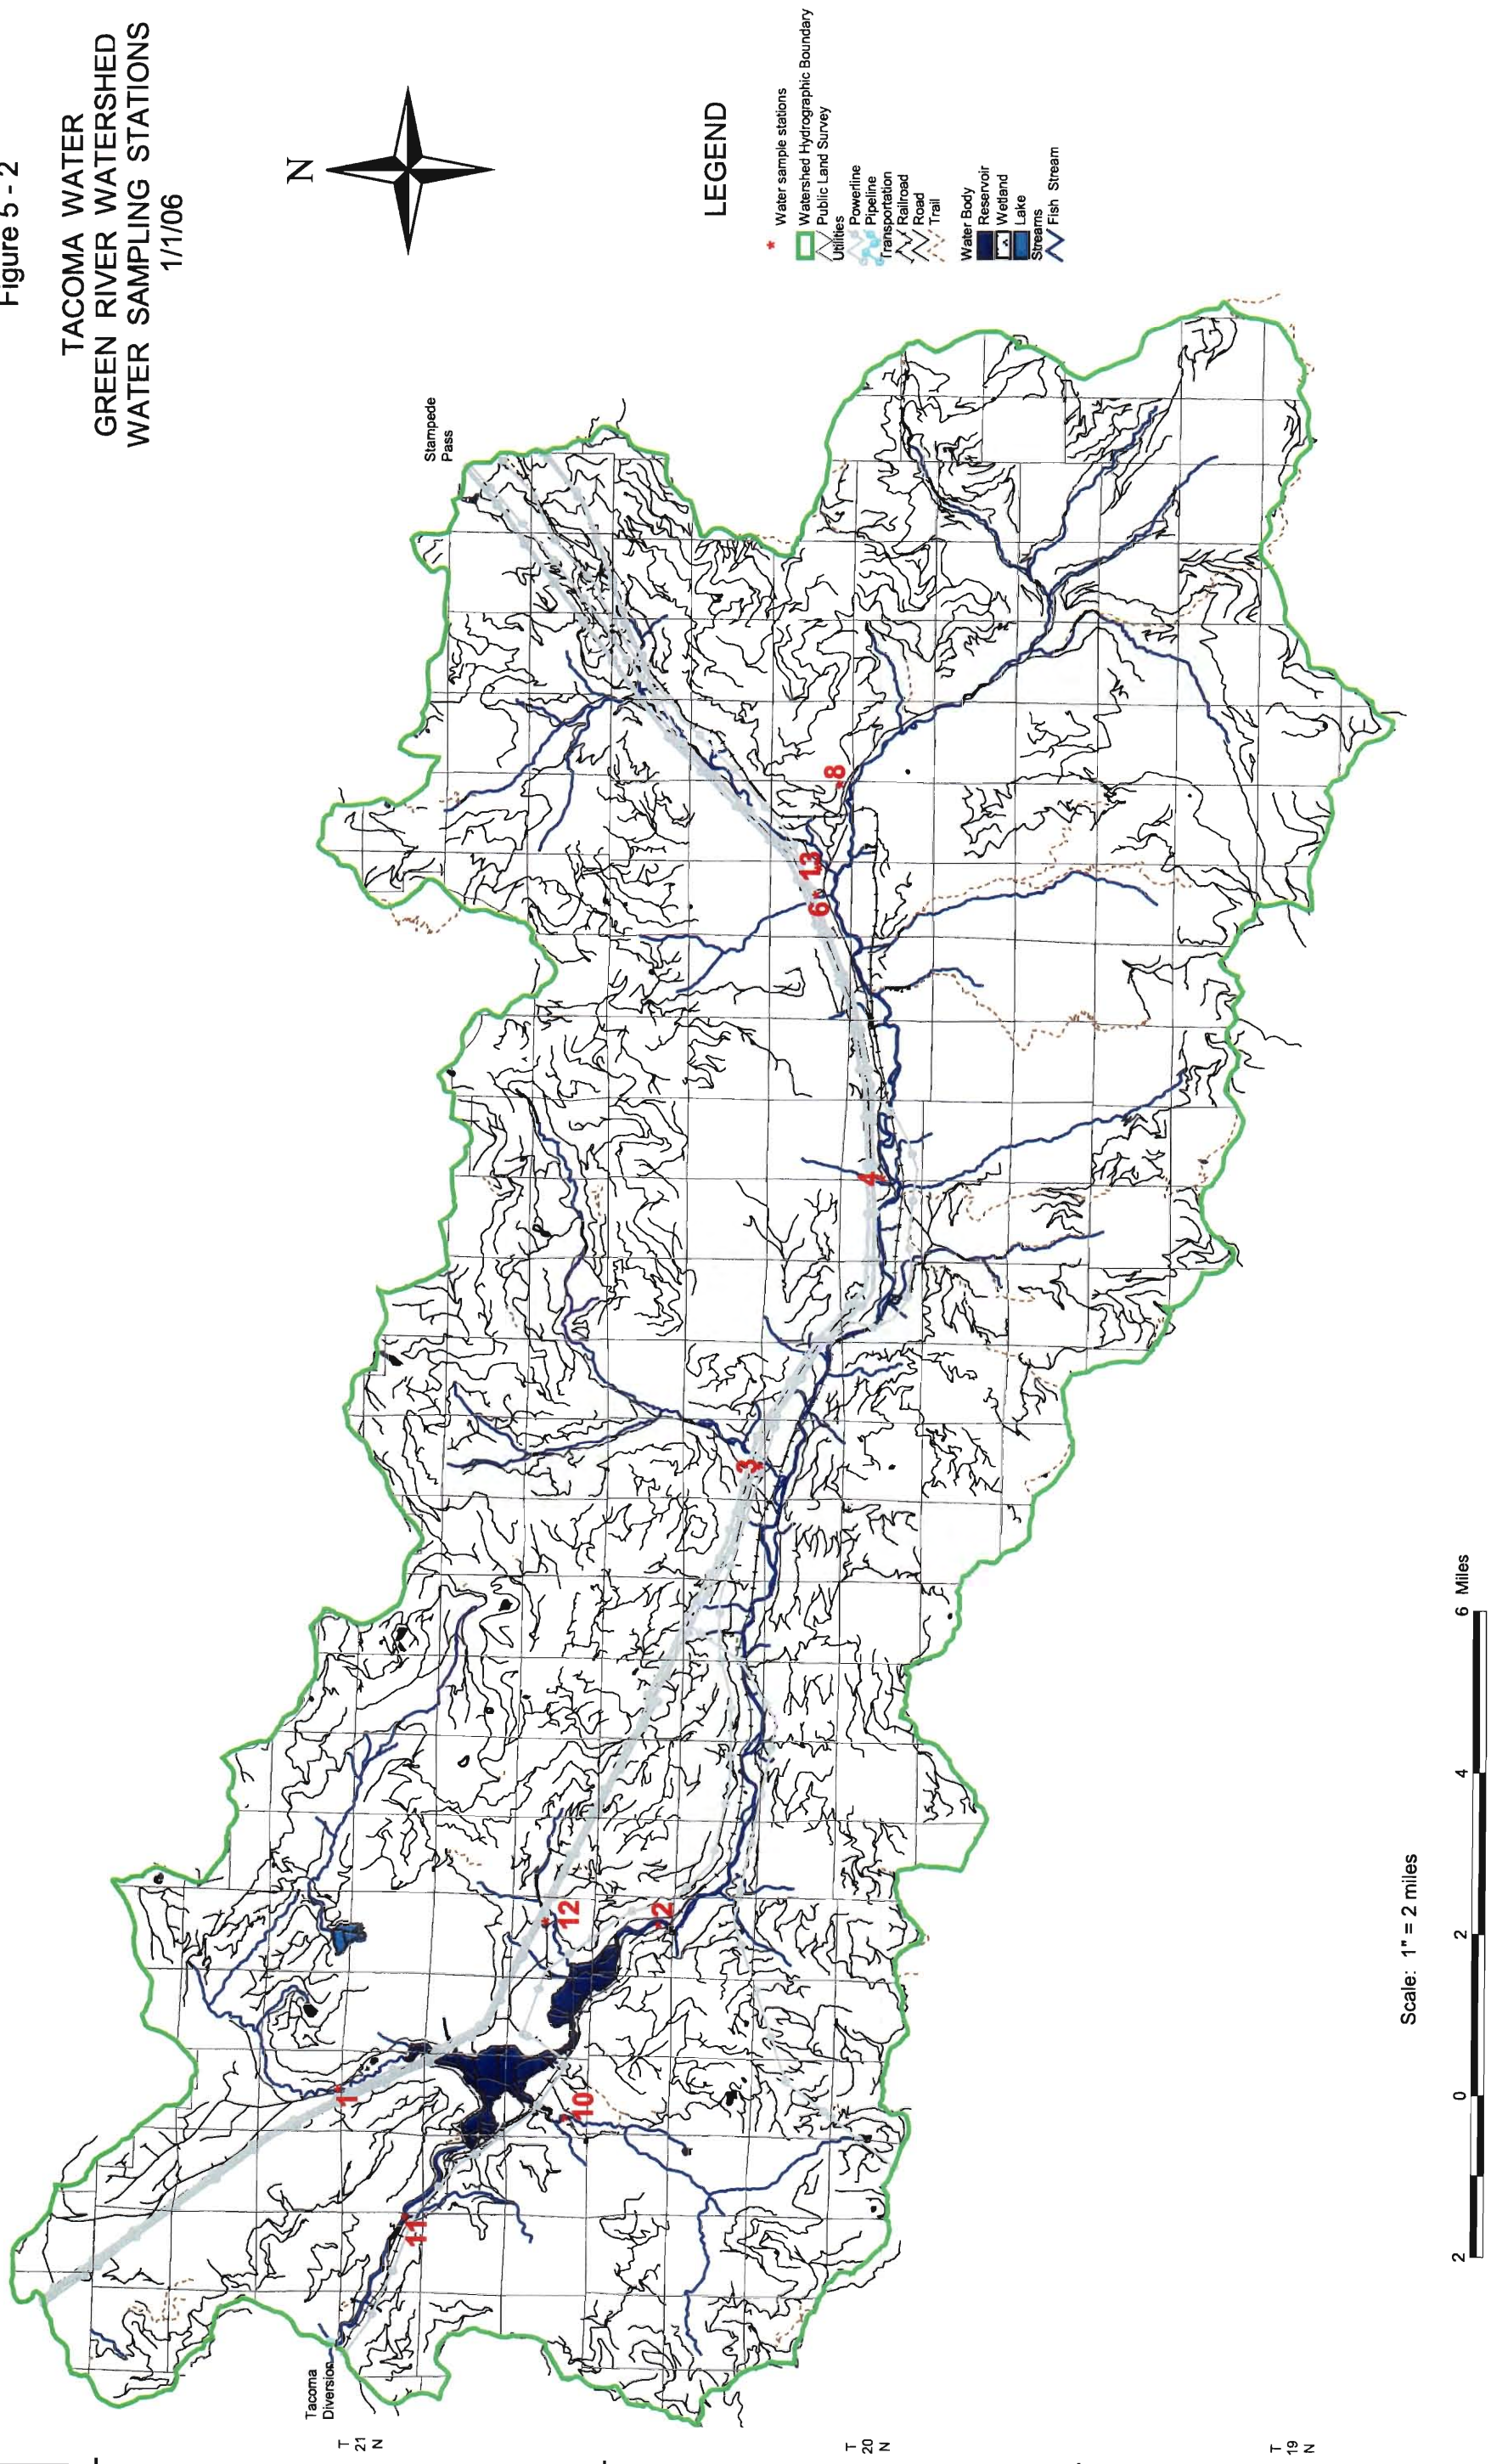 Figure 5 - 2
TACOMA WATER
GREEN RIVER WATERSHED
WATER SAMPLING STATIONS
1/1/06
N
LEGEND
Water sample stations
Watershed Hydrographic Boundary
Public Land Survey
Utilities
Powerline
Pipeline
Transportation
Railroad
Road
Trail
Water Body
Reservoir
Wetland
Lake
Streams
Fish Stream
Stampede
Pass
8
13
6
4
3
12
2
1
10
11
Tacoma
Diversion
T
21
N
T
20
N
T
19
N
Scale: 1" = 2 miles
2 0 2 4 6 Miles